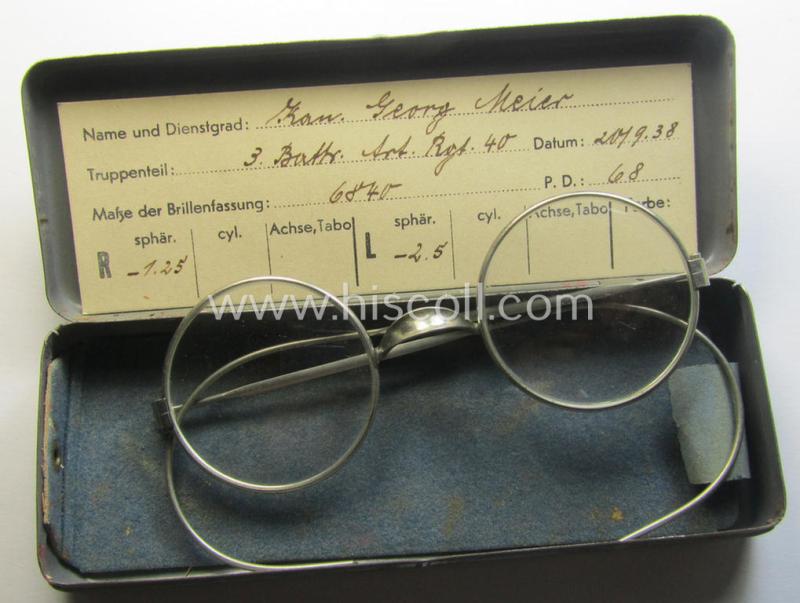 Name und Dienstgrad: Kan. Georg Meier
Truppenteil: 3. Battr. Art. Rgt. 40 Datum: 20/9.38
Maße der Brillenfassung: 6840 P. D.: 68
sphär. cyl. Achse,Tabo sphär. cyl. Achse,Tabo
R -1.25 L -2.5
www.hiscoll.com